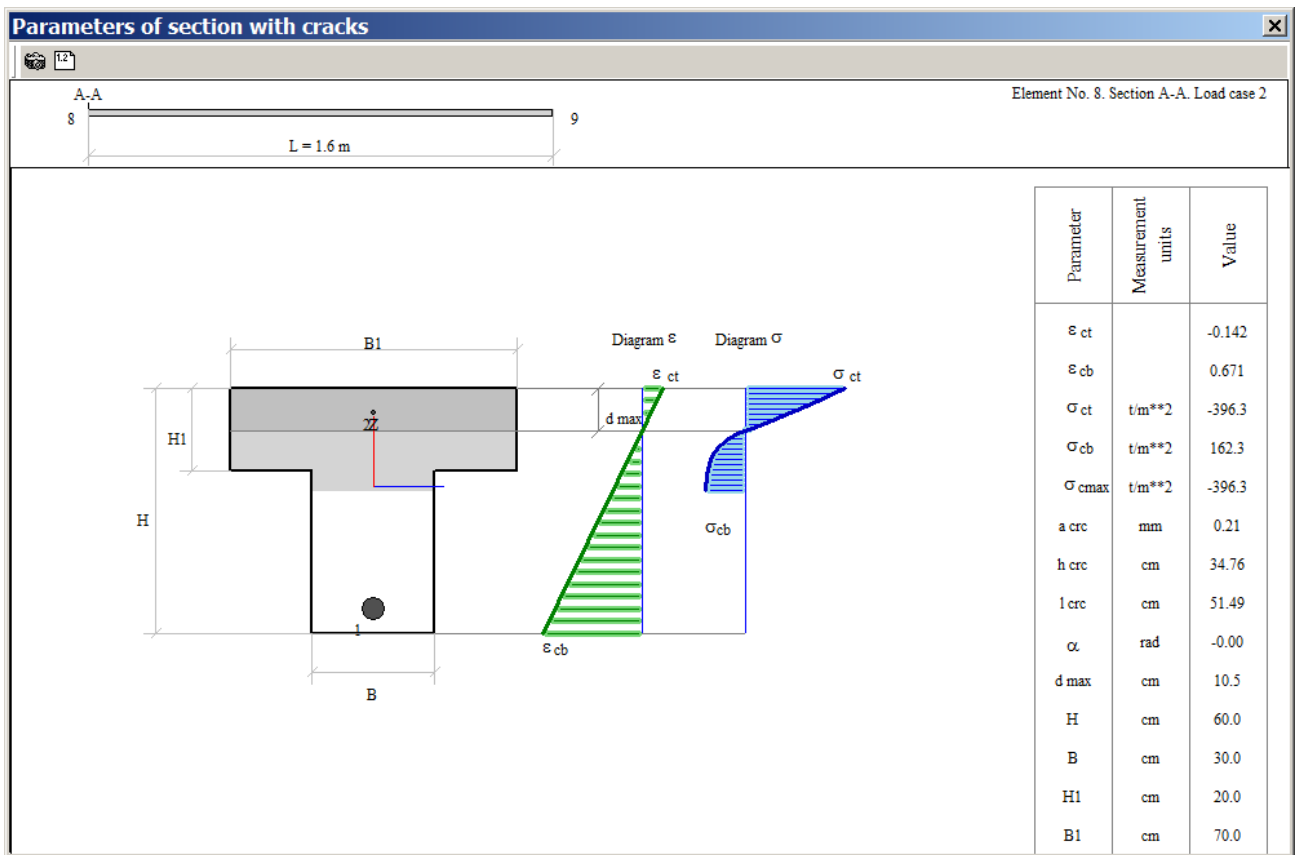 Parameters of section with cracks
1.2
A-A
Element No. 8. Section A-A. Load case 2
8
9
L = 1.6 m
Parameter Measurement units Value
ε ct -0.142
ε cb 0.671
σ ct t/m**2 -396.3
σ cb t/m**2 162.3
σ cmax t/m**2 -396.3
a crc mm 0.21
h crc cm 34.76
l crc cm 51.49
α rad -0.00
d max cm 10.5
H cm 60.0
B cm 30.0
H1 cm 20.0
B1 cm 70.0
B1
Diagram ε
Diagram σ
ε ct
σ ct
d max
2
Z
H1
H
σcb
1
ε cb
B